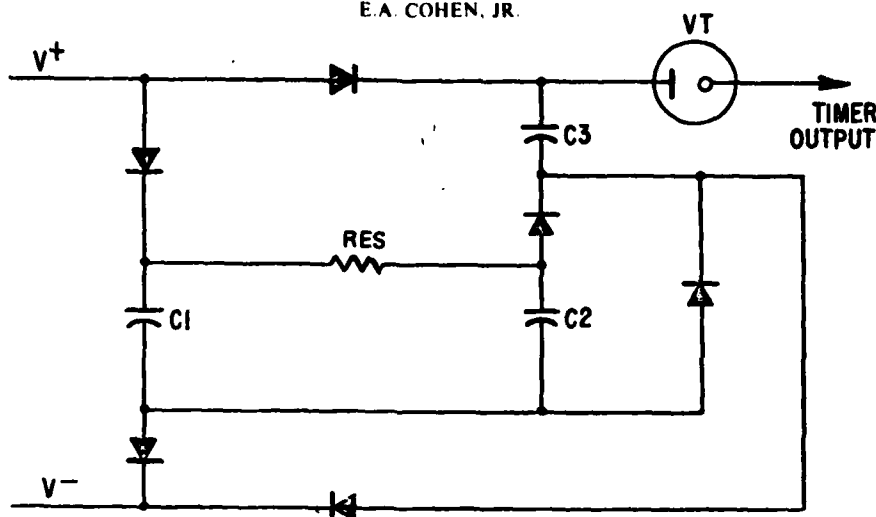 E.A. COHEN, JR.
VT
V+
TIMER
OUTPUT
C3
RES
C1
C2
V−